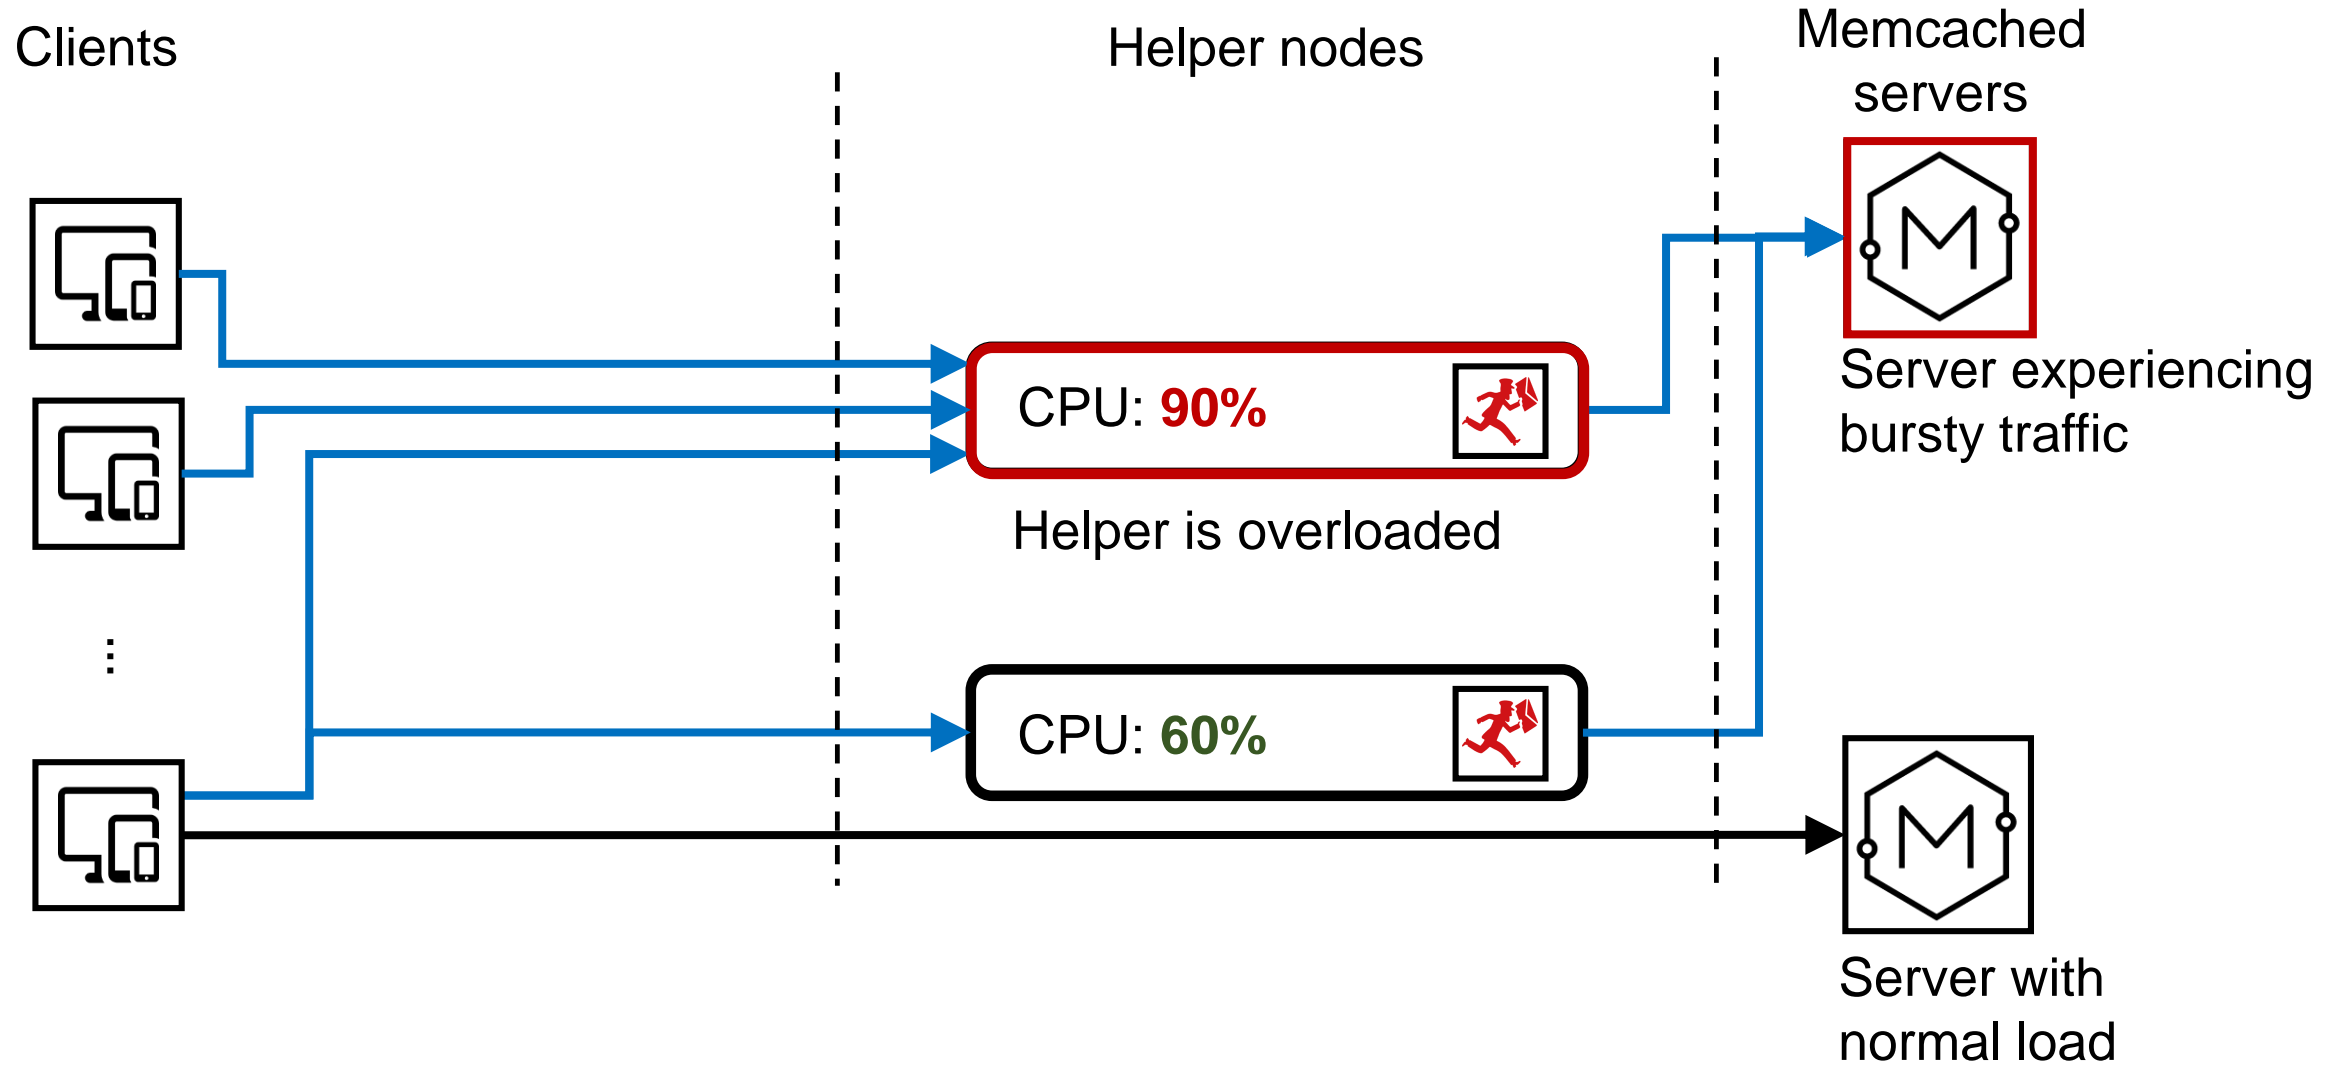 Clients
Helper nodes
Memcached
servers
CPU: 90%
Server experiencing
bursty traffic
Helper is overloaded
...
CPU: 60%
Server with
normal load